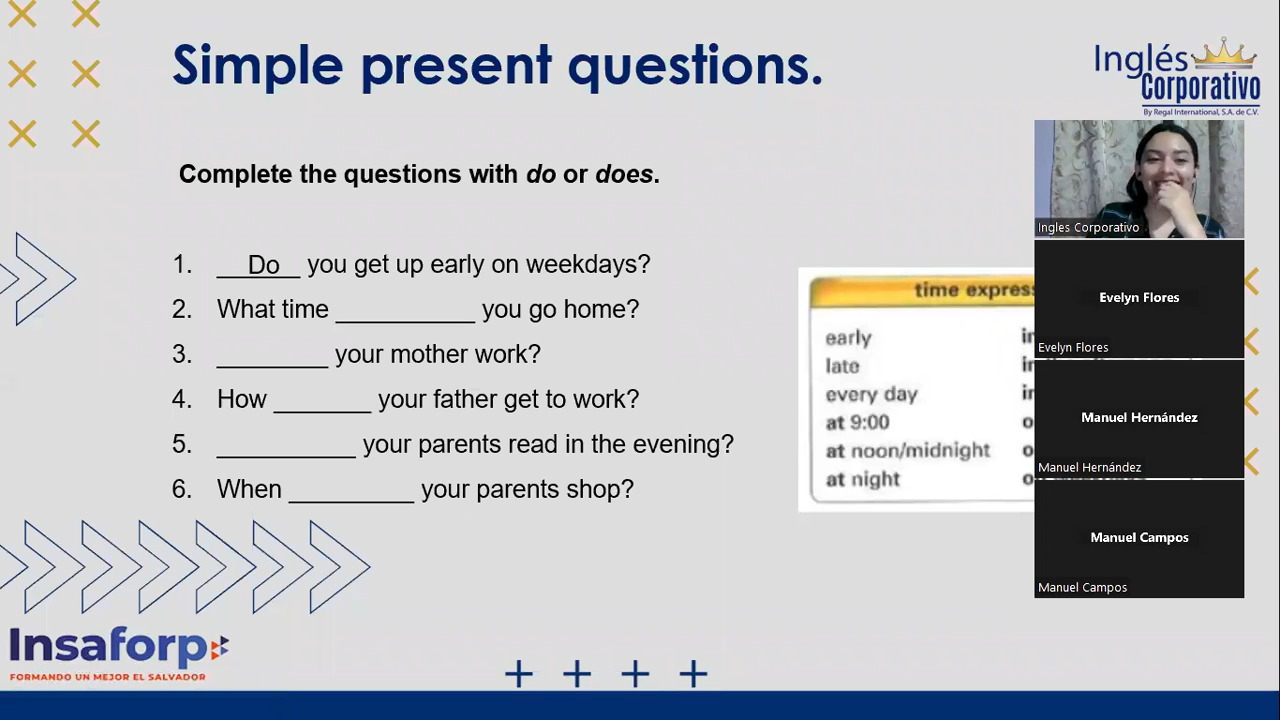 Simple present questions.
Inglés
Corporativo
By Regal International, S.A. de C.V.
Complete the questions with do or does.
1. Do you get up early on weekdays?
2. What time __________ you go home?
3. ________ your mother work?
4. How _______ your father get to work?
5. __________ your parents read in the evening?
6. When _________ your parents shop?
time
early
late
every day
at 9:00
at noon/midnight
at night
Ingles Corporativo
Evelyn Flores
Evelyn Flores
Manuel Hernández
Manuel Hernández
Manuel Campos
Manuel Campos
Insaforp
FORMANDO UN MEJOR EL SALVADOR